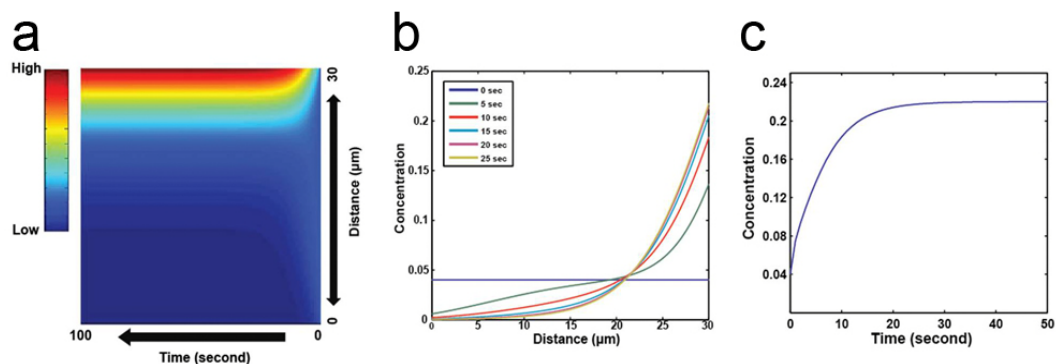 a
High
Low
30
Distance (µm)
0
100
0
Time (second)
b
0.25
0.2
0.15
0.10
0.05
0
Concentration
0 sec
5 sec
10 sec
15 sec
20 sec
25 sec
0
5
10
15
20
25
30
Distance (µm)
c
0.24
0.20
0.16
0.12
0.08
0.04
Concentration
0
10
20
30
40
50
Time (second)